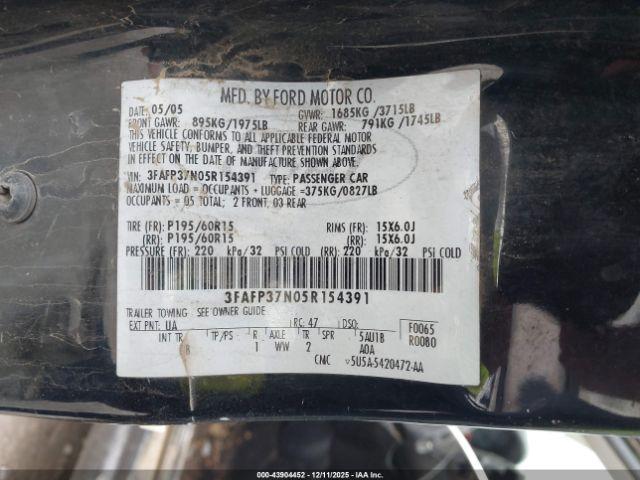 MFD. BY FORD MOTOR CO.
DATE: 05/05 GVWR: 1685KG /3715LB
FRONT GAWR: 895KG/1975LB REAR GAWR: 791KG /1745LB
THIS VEHICLE CONFORMS TO ALL APPLICABLE FEDERAL MOTOR
VEHICLE SAFETY, BUMPER, AND THEFT PREVENTION STANDARDS
IN EFFECT ON THE DATE OF MANUFACTURE SHOWN ABOVE.
VIN: 3FAFP37N05R154391 TYPE: PASSENGER CAR
MAXIMUM LOAD = OCCUPANTS + LUGGAGE =375KG/0827LB
OCCUPANTS = 05 TOTAL; 2 FRONT, 03 REAR
TIRE (FR): P195/60R15 RIMS (FR): 15X6.0J
(RR): P195/60R15 (RR): 15X6.0J
PRESSURE (FR): 220 kPa/32 PSI COLD (RR): 220 kPa/32 PSI COLD
3FAFP37N05R154391
TRAILER TOWING SEE OWNER GUIDE
EXT PNT: UA RC: 47 DSO: F0065
R0080
INT TR TP/PS R AXLE TR SPR 5AU1B
B 1 WW 2 A0A
CMC ▿5U5A-5420472-AA
000-43904452 - 12/11/2025 - IAAI.COM